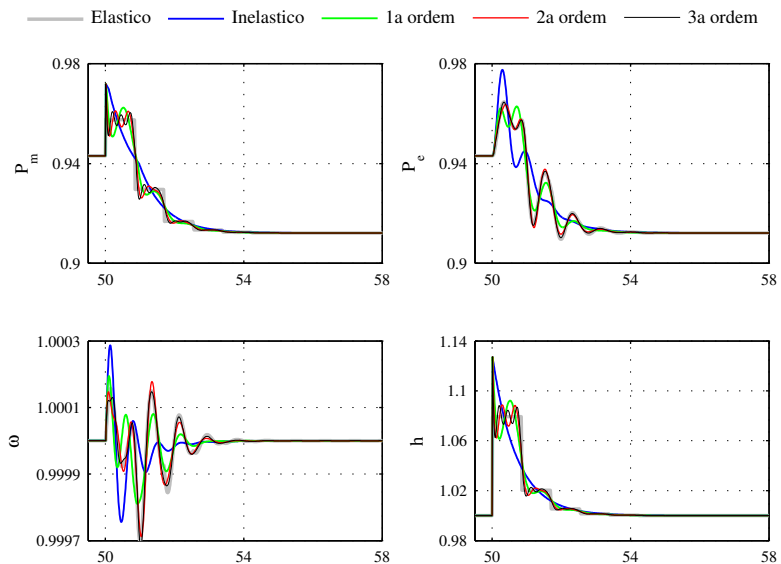 Elastico Inelastico 1a ordem 2a ordem 3a ordem
0.98
0.94
0.9
P_m
50 54 58
0.98
0.94
0.9
P_e
50 54 58
1.0003
1.0001
0.9999
0.9997
ω
50 54 58
1.14
1.1
1.06
1.02
0.98
h
50 54 58